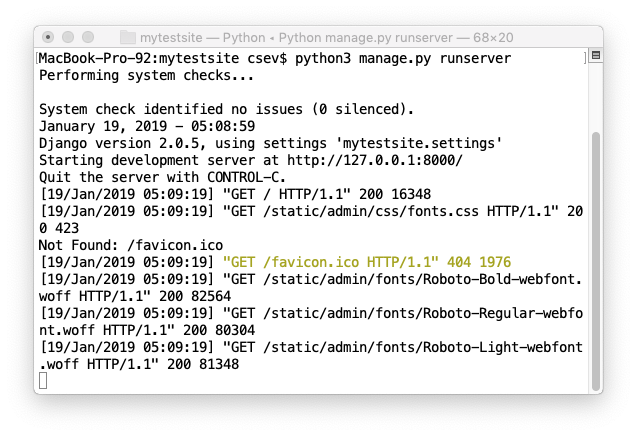 mytestsite — Python ◂ Python manage.py runserver — 68×20
[MacBook-Pro-92:mytestsite csev$ python3 manage.py runserver ]
Performing system checks...
System check identified no issues (0 silenced).
January 19, 2019 - 05:08:59
Django version 2.0.5, using settings 'mytestsite.settings'
Starting development server at http://127.0.0.1:8000/
Quit the server with CONTROL-C.
[19/Jan/2019 05:09:19] "GET / HTTP/1.1" 200 16348
[19/Jan/2019 05:09:19] "GET /static/admin/css/fonts.css HTTP/1.1" 20
0 423
Not Found: /favicon.ico
[19/Jan/2019 05:09:19] "GET /favicon.ico HTTP/1.1" 404 1976
[19/Jan/2019 05:09:19] "GET /static/admin/fonts/Roboto-Bold-webfont.
woff HTTP/1.1" 200 82564
[19/Jan/2019 05:09:19] "GET /static/admin/fonts/Roboto-Regular-webfo
nt.woff HTTP/1.1" 200 80304
[19/Jan/2019 05:09:19] "GET /static/admin/fonts/Roboto-Light-webfont
.woff HTTP/1.1" 200 81348